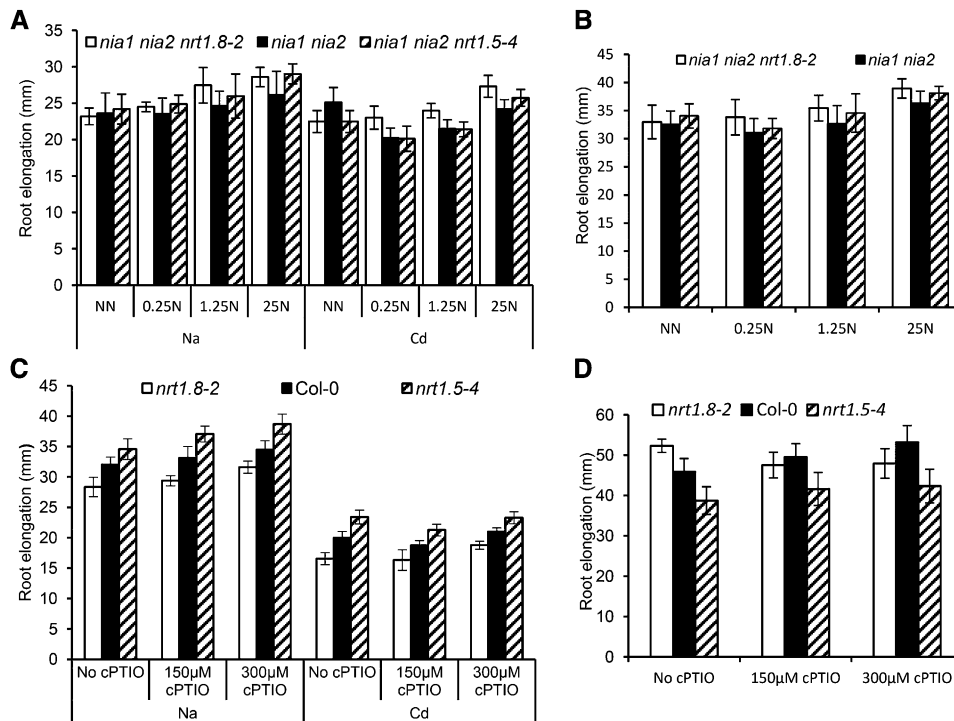 A
nia1 nia2 nrt1.8-2 nia1 nia2 nia1 nia2 nrt1.5-4
Root elongation (mm)
35
30
25
20
15
10
5
0
NN 0.25N 1.25N 25N NN 0.25N 1.25N 25N
Na Cd
B
nia1 nia2 nrt1.8-2 nia1 nia2
Root elongation (mm)
45
40
35
30
25
20
15
10
5
0
NN 0.25N 1.25N 25N
C
nrt1.8-2 Col-0 nrt1.5-4
Root elongation (mm)
45
40
35
30
25
20
15
10
5
0
No cPTIO 150μM cPTIO 300μM cPTIO No cPTIO 150μM cPTIO 300μM cPTIO
Na Cd
D
nrt1.8-2 Col-0 nrt1.5-4
Root elongation (mm)
60
50
40
30
20
10
0
No cPTIO 150μM cPTIO 300μM cPTIO